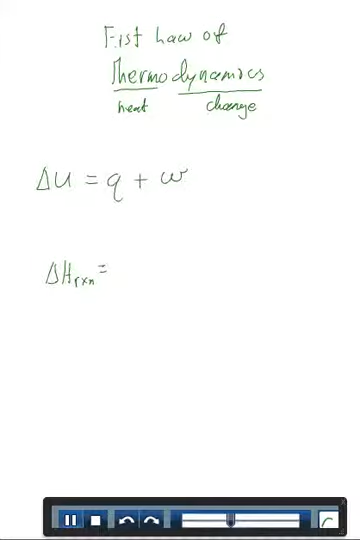 First Law of
Thermodynamics
heat change
ΔU = q + w
ΔHrxn =